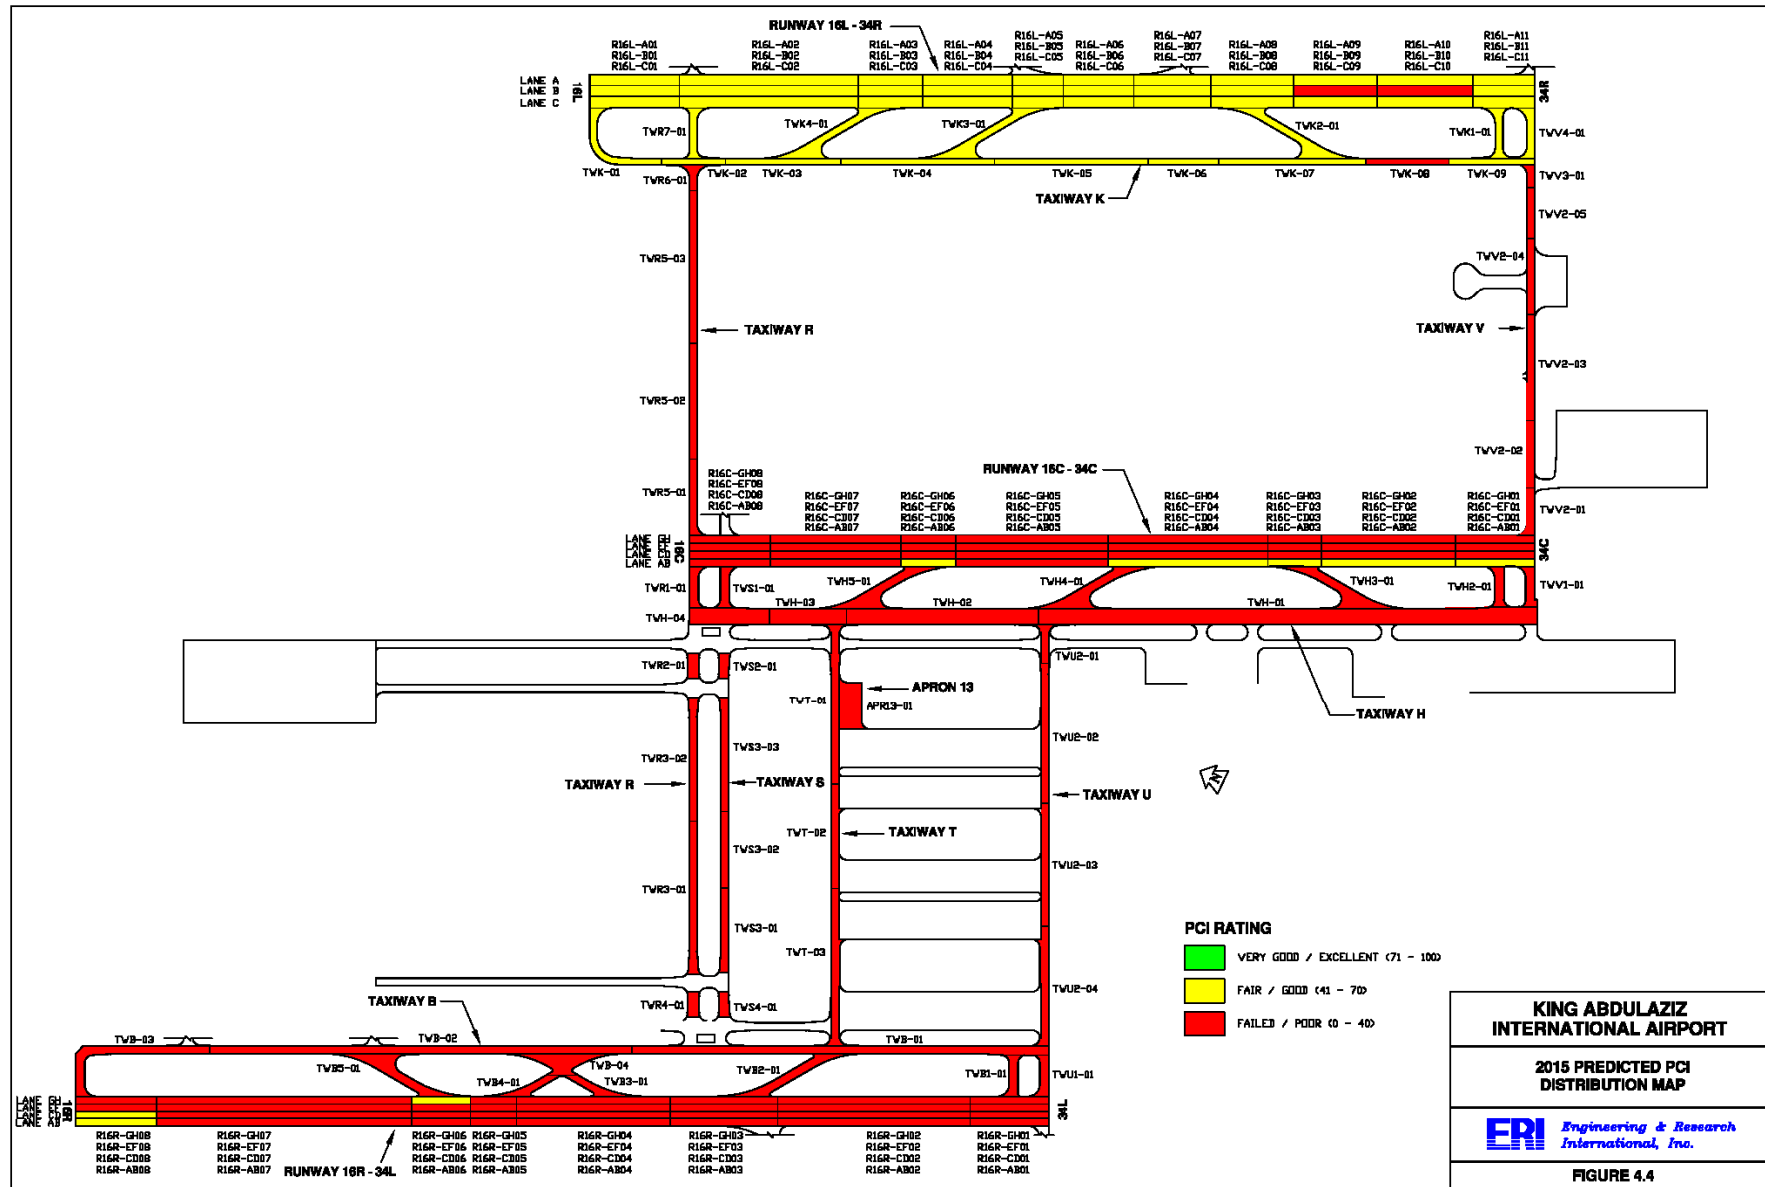 RUNWAY 16L - 34R
R16L-A01
R16L-B01
R16L-C01
R16L-A02
R16L-B02
R16L-C02
R16L-A03
R16L-B03
R16L-C03
R16L-A04
R16L-B04
R16L-C04
R16L-A05
R16L-B05
R16L-C05
R16L-A06
R16L-B06
R16L-C06
R16L-A07
R16L-B07
R16L-C07
R16L-A08
R16L-B08
R16L-C08
R16L-A09
R16L-B09
R16L-C09
R16L-A10
R16L-B10
R16L-C10
R16L-A11
R16L-B11
R16L-C11
LANE A
LANE B
LANE C
16L
34R
TWR7-01
TWK4-01
TWK3-01
TWK2-01
TWK1-01
TWV4-01
TWK-01
TWR6-01
TWK-02
TWK-03
TWK-04
TWK-05
TWK-06
TWK-07
TWK-08
TWK-09
TWV3-01
TAXIWAY K
TWV2-05
TWR5-03
TWV2-04
TAXIWAY R
TAXIWAY V
TWV2-03
TWR5-02
TWV2-02
RUNWAY 16C - 34C
TWR5-01
R16C-GH08
R16C-EF08
R16C-CD08
R16C-AB08
R16C-GH07
R16C-EF07
R16C-CD07
R16C-AB07
R16C-GH06
R16C-EF06
R16C-CD06
R16C-AB06
R16C-GH05
R16C-EF05
R16C-CD05
R16C-AB05
R16C-GH04
R16C-EF04
R16C-CD04
R16C-AB04
R16C-GH03
R16C-EF03
R16C-CD03
R16C-AB03
R16C-GH02
R16C-EF02
R16C-CD02
R16C-AB02
R16C-GH01
R16C-EF01
R16C-CD01
R16C-AB01
TWV2-01
LANE GH
LANE EF
LANE CD
LANE AB
16C
34C
TWR1-01
TWS1-01
TWH5-01
TWH4-01
TWH3-01
TWH2-01
TWV1-01
TWH-03
TWH-02
TWH-01
TWH-04
TWR2-01
TWS2-01
TWU2-01
APRON 13
TWT-01
APR13-01
TAXIWAY H
TWR3-02
TWS3-03
TWU2-02
TAXIWAY R
TAXIWAY S
TAXIWAY U
N
TWT-02
TAXIWAY T
TWS3-02
TWU2-03
TWR3-01
TWS3-01
TWT-03
TWU2-04
TAXIWAY B
TWR4-01
TWS4-01
TWB-03
TWB-02
TWB-01
TWB5-01
TWB4-01
TWB-04
TWB3-01
TWB2-01
TWB1-01
TWU1-01
LANE GH
LANE EF
LANE CD
LANE AB
16R
34L
R16R-GH08
R16R-EF08
R16R-CD08
R16R-AB08
R16R-GH07
R16R-EF07
R16R-CD07
R16R-AB07
R16R-GH06
R16R-EF06
R16R-CD06
R16R-AB06
R16R-GH05
R16R-EF05
R16R-CD05
R16R-AB05
R16R-GH04
R16R-EF04
R16R-CD04
R16R-AB04
R16R-GH03
R16R-EF03
R16R-CD03
R16R-AB03
R16R-GH02
R16R-EF02
R16R-CD02
R16R-AB02
R16R-GH01
R16R-EF01
R16R-CD01
R16R-AB01
RUNWAY 16R - 34L
PCI RATING
VERY GOOD / EXCELLENT (71 - 100)
FAIR / GOOD (41 - 70)
FAILED / POOR (0 - 40)
KING ABDULAZIZ
INTERNATIONAL AIRPORT
2015 PREDICTED PCI
DISTRIBUTION MAP
ERI
Engineering & Research
International, Inc.
FIGURE 4.4